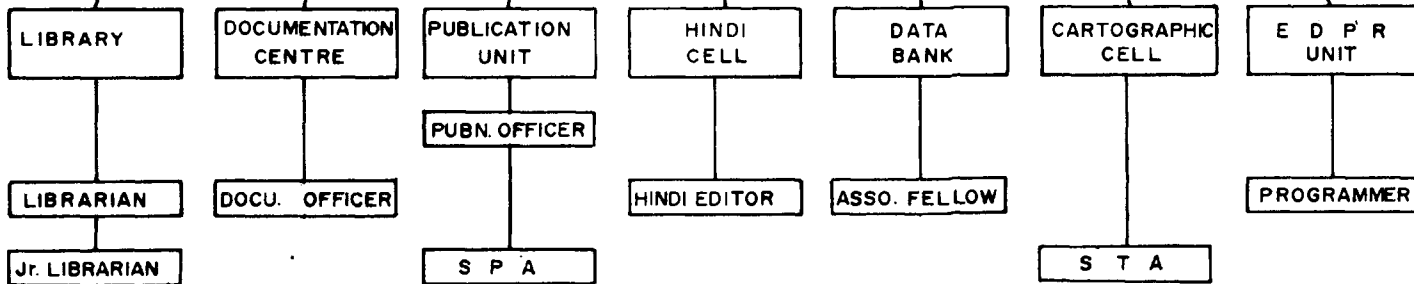 LIBRARY
DOCUMENTATION
CENTRE
PUBLICATION
UNIT
HINDI
CELL
DATA
BANK
CARTOGRAPHIC
CELL
E D P R
UNIT
PUBN. OFFICER
LIBRARIAN
DOCU. OFFICER
HINDI EDITOR
ASSO. FELLOW
PROGRAMMER
Jr. LIBRARIAN
S P A
S T A